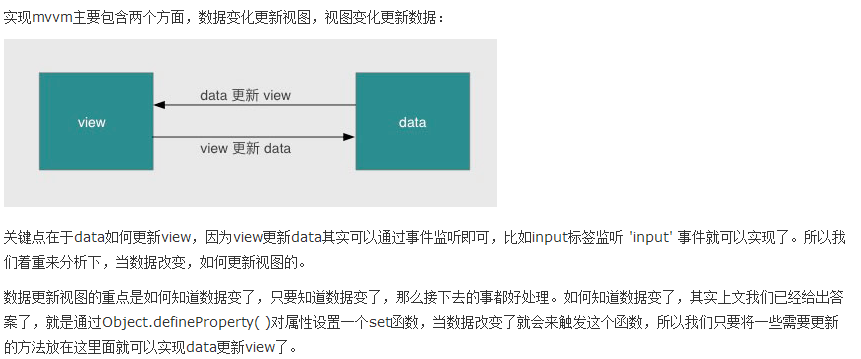 实现mvvm主要包含两个方面，数据变化更新视图，视图变化更新数据：
data 更新 view
view
data
view 更新 data
关键点在于data如何更新view，因为view更新data其实可以通过事件监听即可，比如input标签监听 'input' 事件就可以实现了。所以我
们着重来分析下，当数据改变，如何更新视图的。
数据更新视图的重点是如何知道数据变了，只要知道数据变了，那么接下去的事都好处理。如何知道数据变了，其实上文我们已经给出答
案了，就是通过Object.defineProperty( )对属性设置一个set函数，当数据改变了就会来触发这个函数，所以我们只要将一些需要更新
的方法放在这里面就可以实现data更新view了。